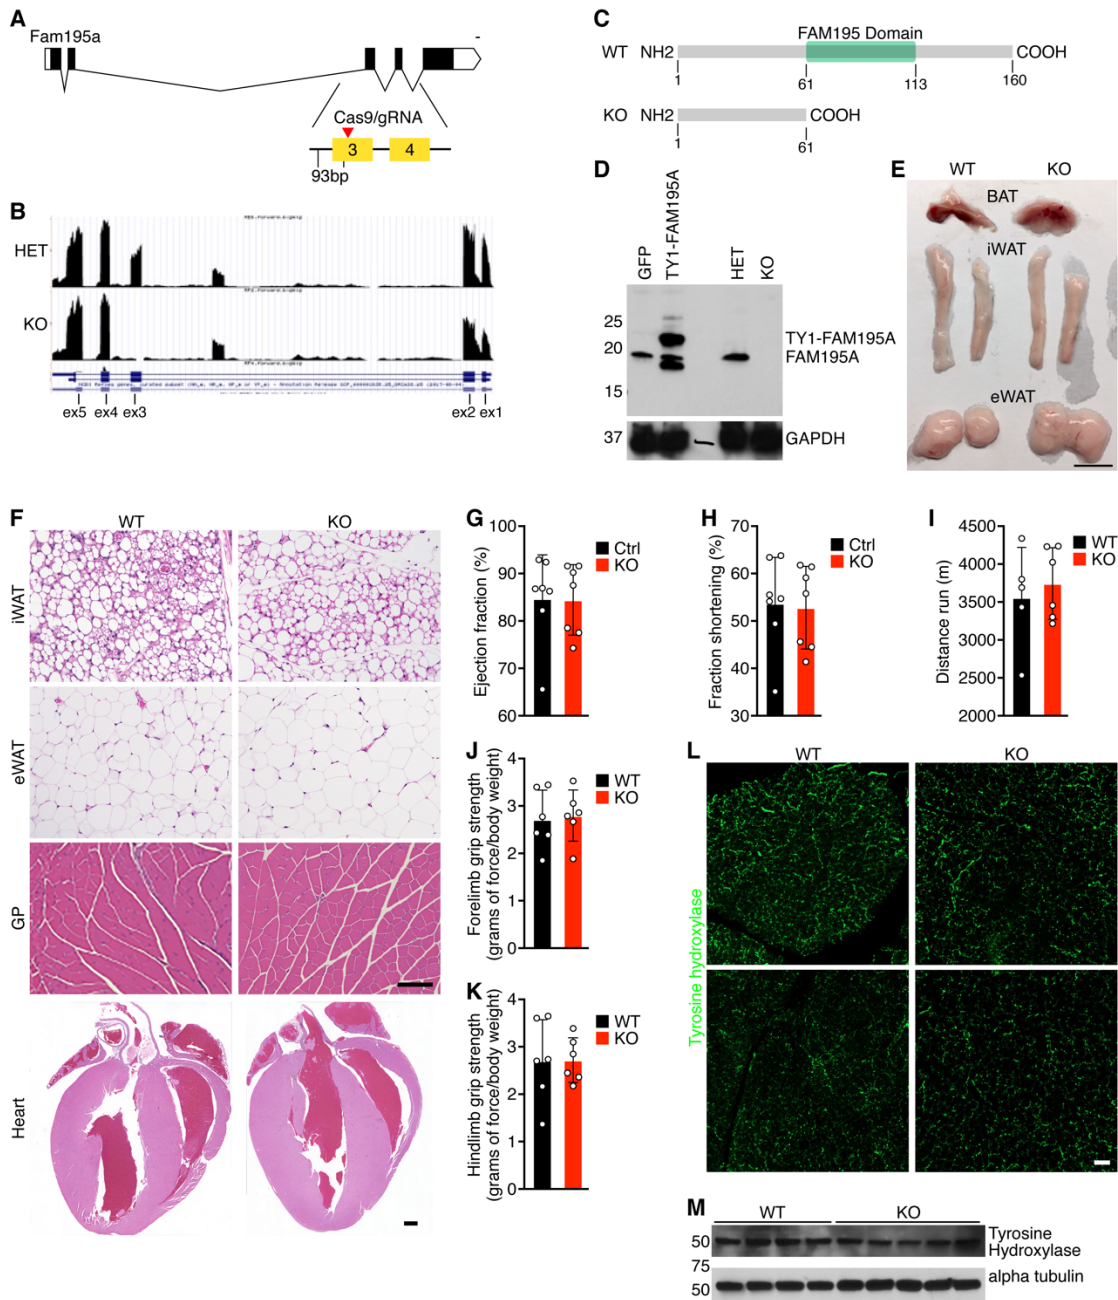 A
Fam195a
-
Cas9/gRNA
3
4
93bp
B
HET
KO
ex5
ex4
ex3
ex2
ex1
C
FAM195 Domain
WT
NH2
COOH
1
61
113
160
KO
NH2
COOH
1
61
D
GFP
TY1-FAM195A
HET
KO
25
20
15
TY1-FAM195A
FAM195A
37
GAPDH
E
WT
KO
BAT
iWAT
eWAT
F
WT
KO
iWAT
eWAT
GP
Heart
G
Ejection fraction (%)
100
90
80
70
60
Ctrl
KO
H
Fraction shortening (%)
70
60
50
40
30
Ctrl
KO
I
Distance run (m)
4500
4000
3500
3000
2500
2000
WT
KO
J
Forelimb grip strength
(grams of force/body weight)
4
3
2
1
0
WT
KO
K
Hindlimb grip strength
(grams of force/body weight)
4
3
2
1
0
WT
KO
L
WT
KO
Tyrosine hydroxylase
M
WT
KO
50
Tyrosine
Hydroxylase
75
50
alpha tubulin